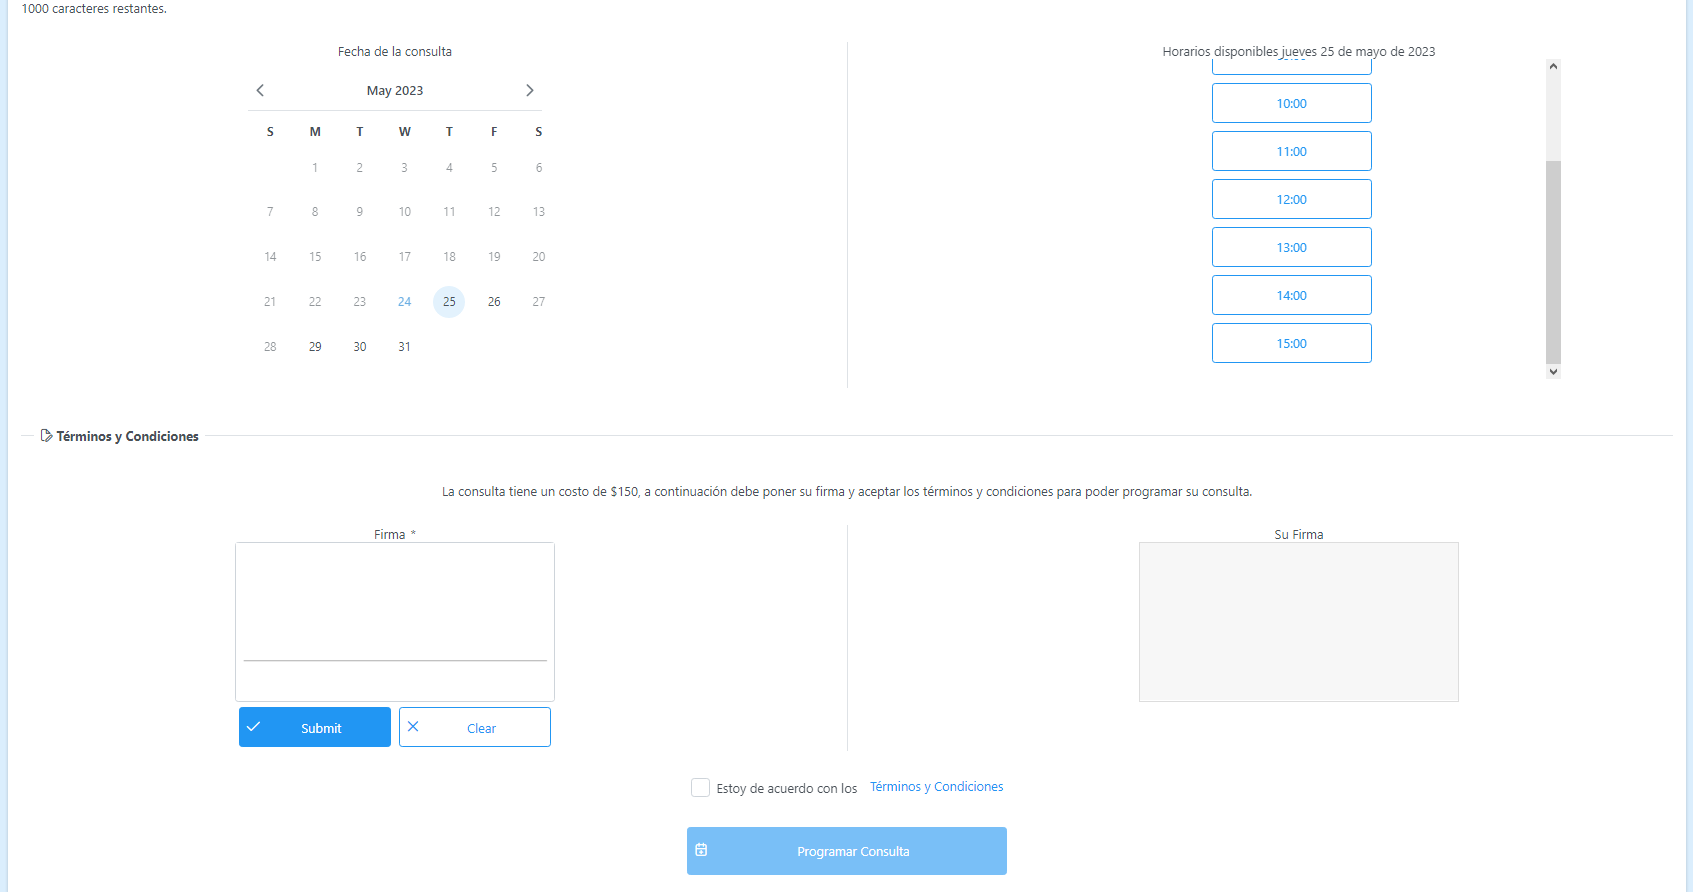 1000 caracteres restantes.
Fecha de la consulta
May 2023
S M T W T F S
1 2 3 4 5 6
7 8 9 10 11 12 13
14 15 16 17 18 19 20
21 22 23 24 25 26 27
28 29 30 31
Horarios disponibles jueves 25 de mayo de 2023
10:00
11:00
12:00
13:00
14:00
15:00
Términos y Condiciones
La consulta tiene un costo de $150, a continuación debe poner su firma y aceptar los términos y condiciones para poder programar su consulta.
Firma *
Submit
Clear
Su Firma
Estoy de acuerdo con los Términos y Condiciones
Programar Consulta